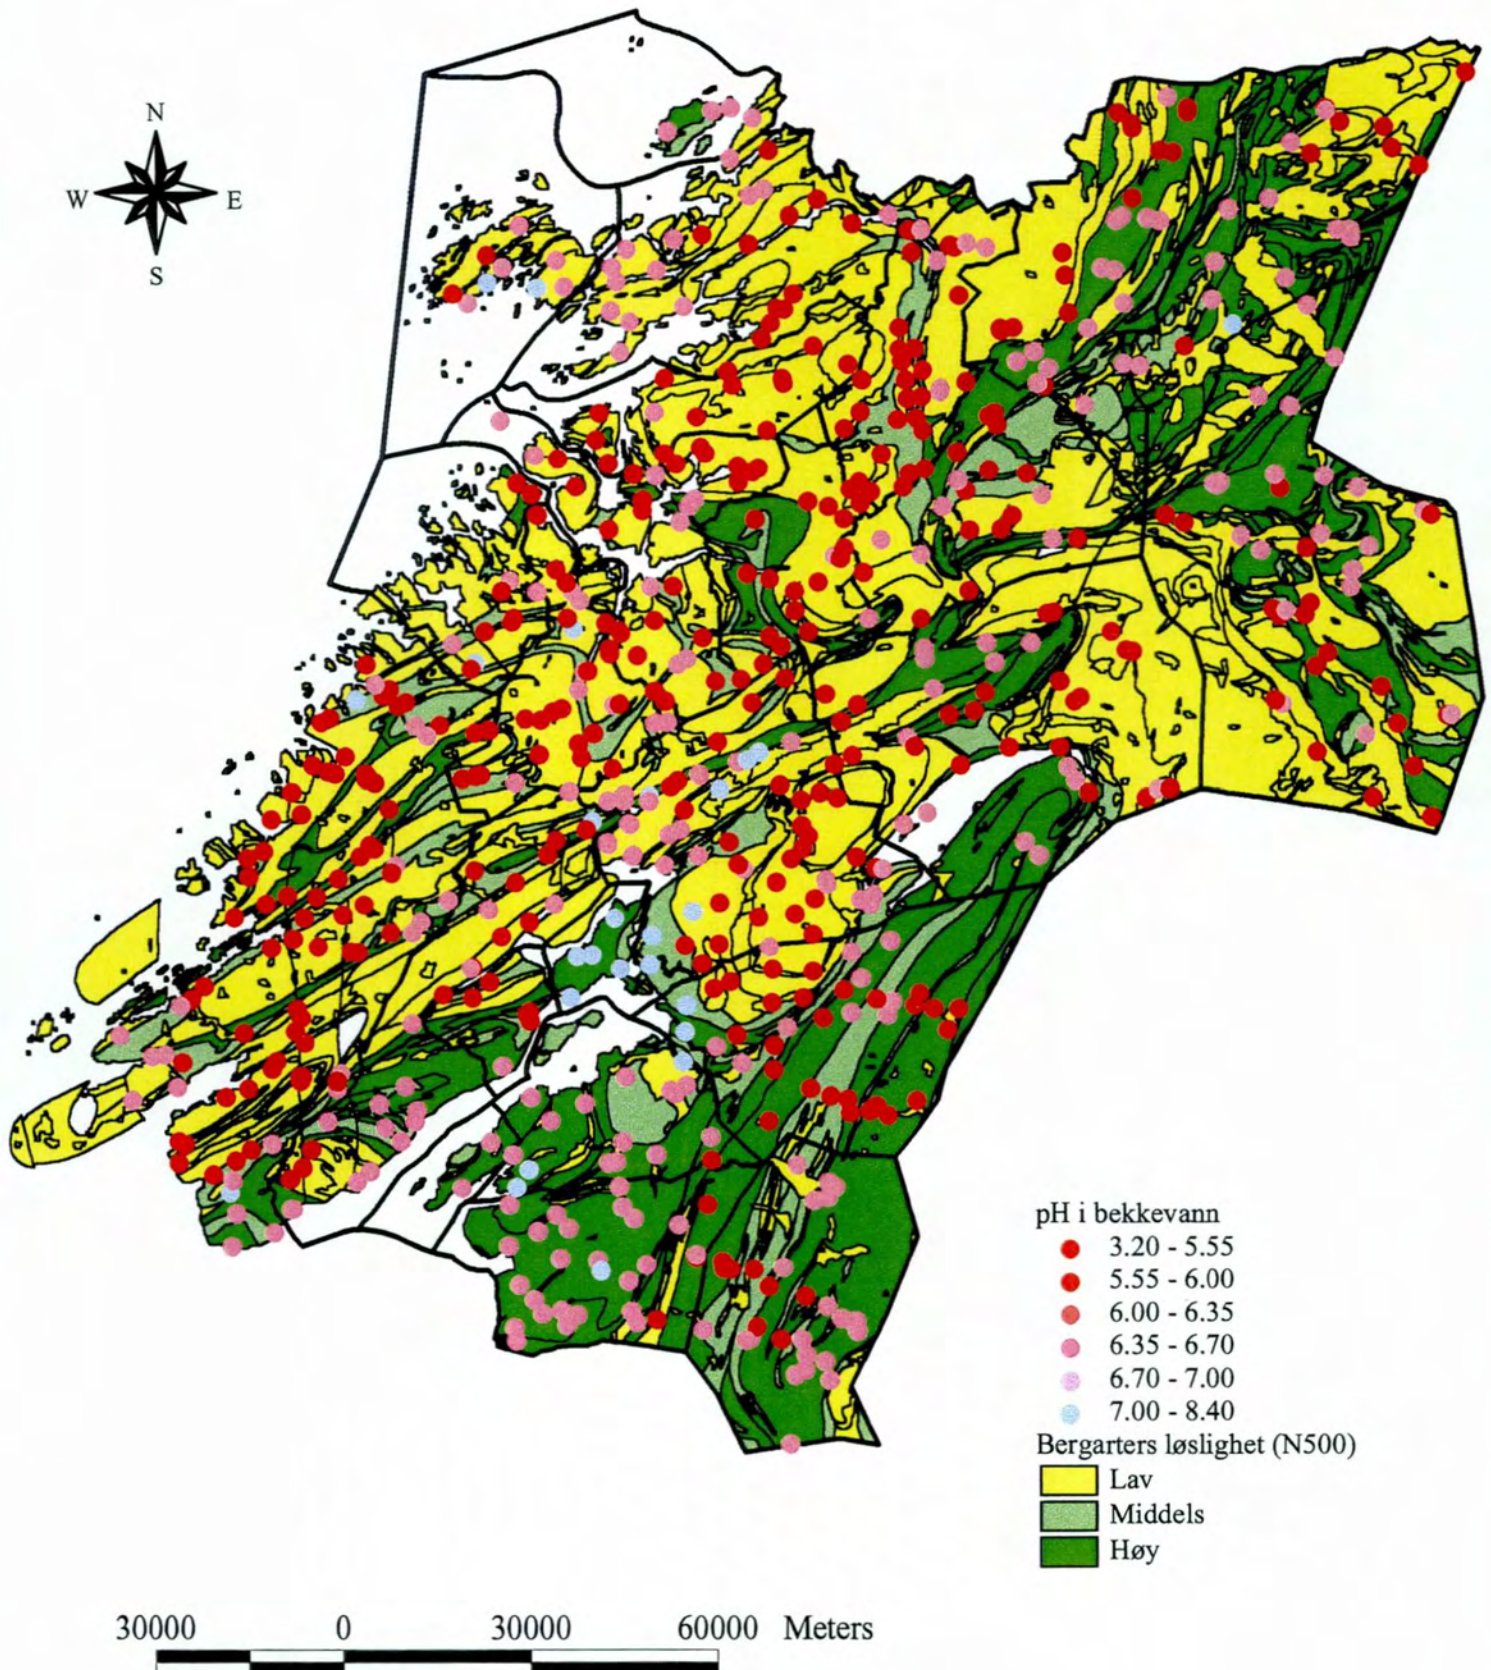 N
W E
S
pH i bekkevann
3.20 - 5.55
5.55 - 6.00
6.00 - 6.35
6.35 - 6.70
6.70 - 7.00
7.00 - 8.40
Bergarters løslighet (N500)
Lav
Middels
Høy
30000 0 30000 60000 Meters